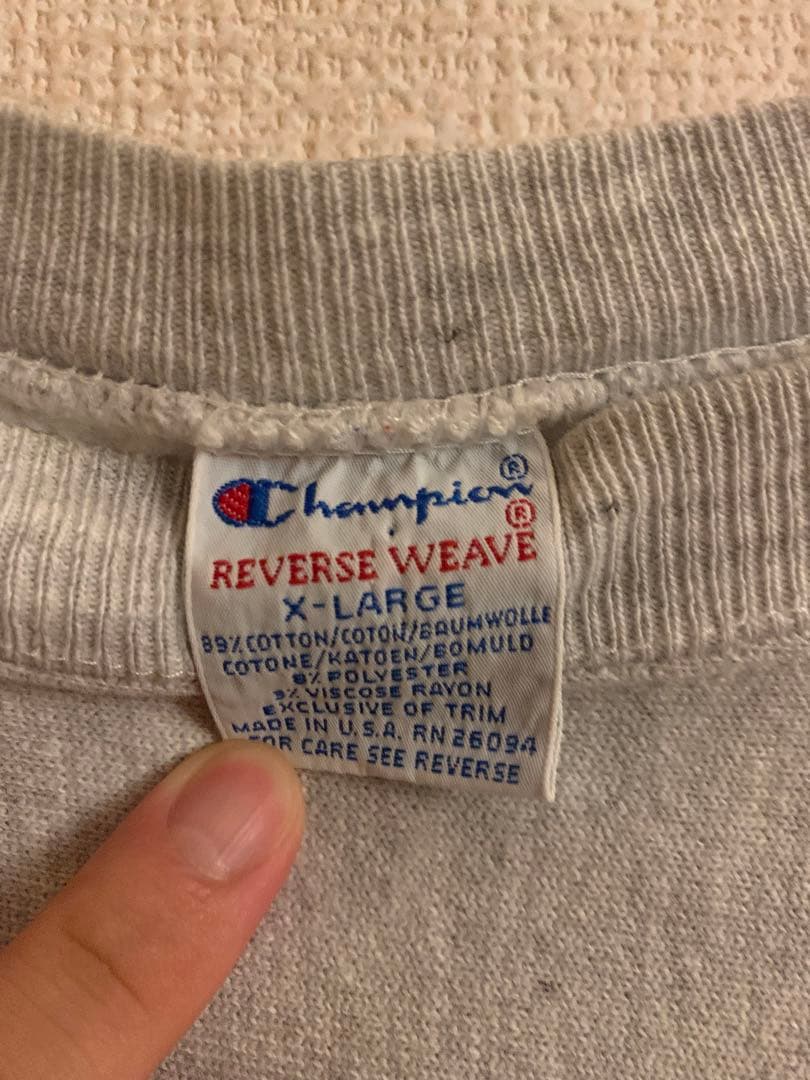 Champion®
REVERSE WEAVE®
X-LARGE
89% COTTON/COTON/BAUMWOLLE
COTONE/KATOEN/BOMULD
8% POLYESTER
3% VISCOSE RAYON
EXCLUSIVE OF TRIM
MADE IN U.S.A. RN 26094
FOR CARE SEE REVERSE